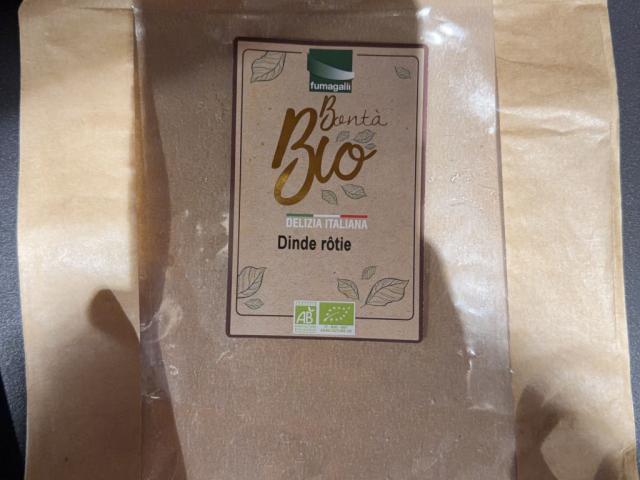 fumagalli
Bontà
Bio
DELIZIA ITALIANA
Dinde rôtie
AB